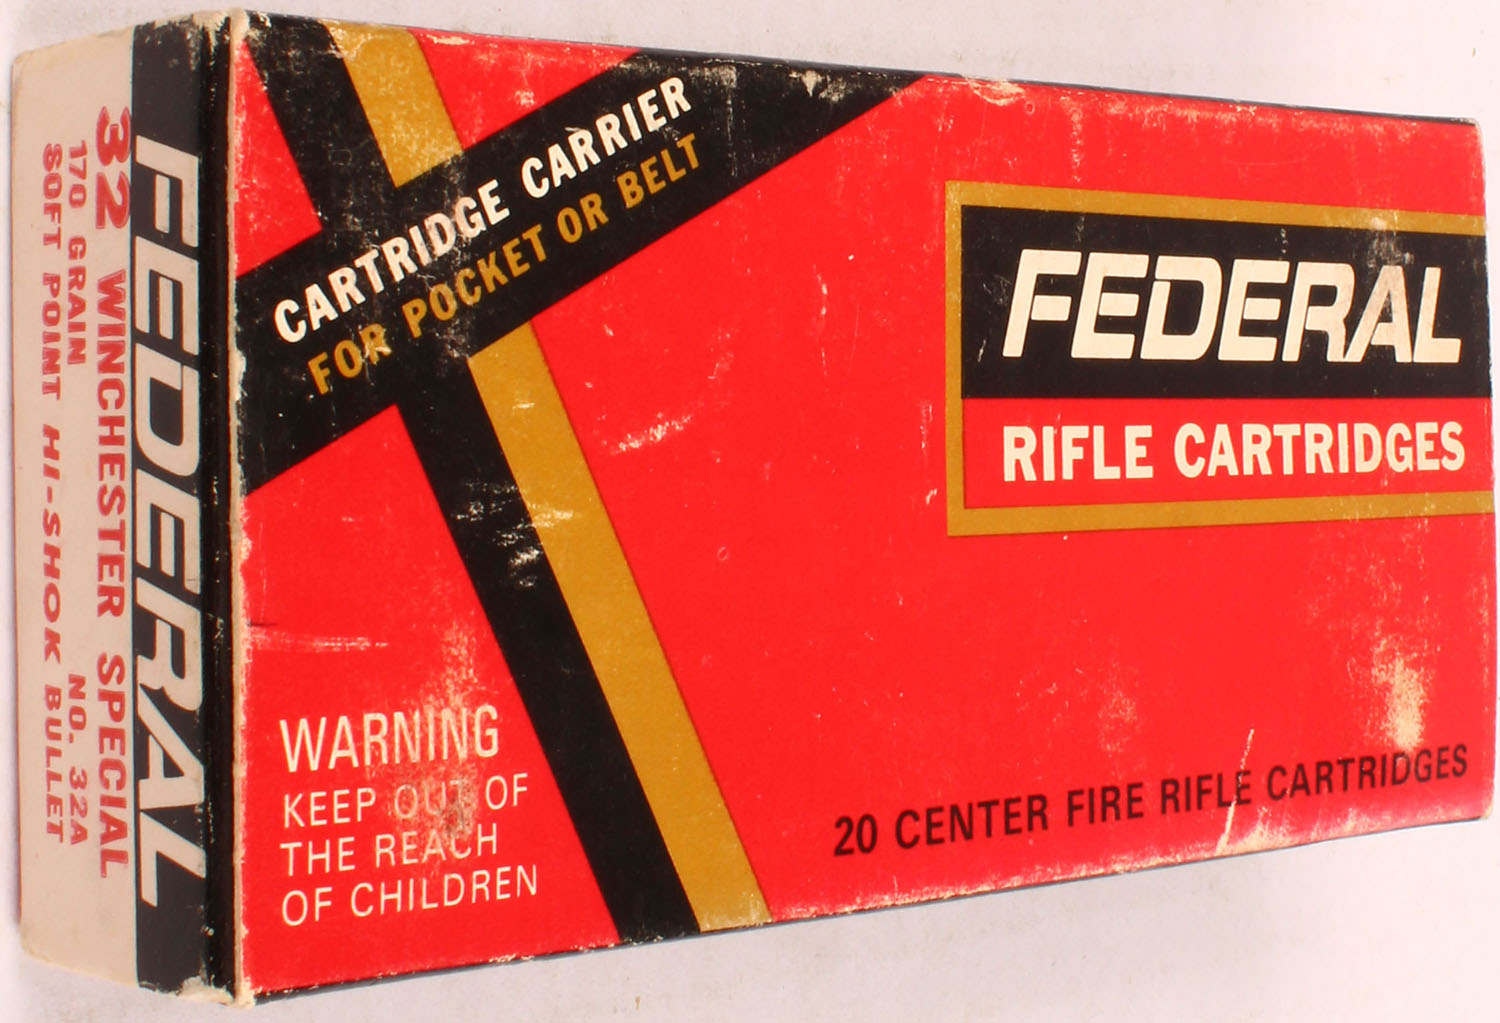 CARTRIDGE CARRIER
FOR POCKET OR BELT
FEDERAL
RIFLE CARTRIDGES
WARNING
KEEP OUT OF
THE REACH
OF CHILDREN
20 CENTER FIRE RIFLE CARTRIDGES
FEDERAL
32 WINCHESTER SPECIAL
170 GRAIN NO. 32A
SOFT POINT HI-SHOK BULLET